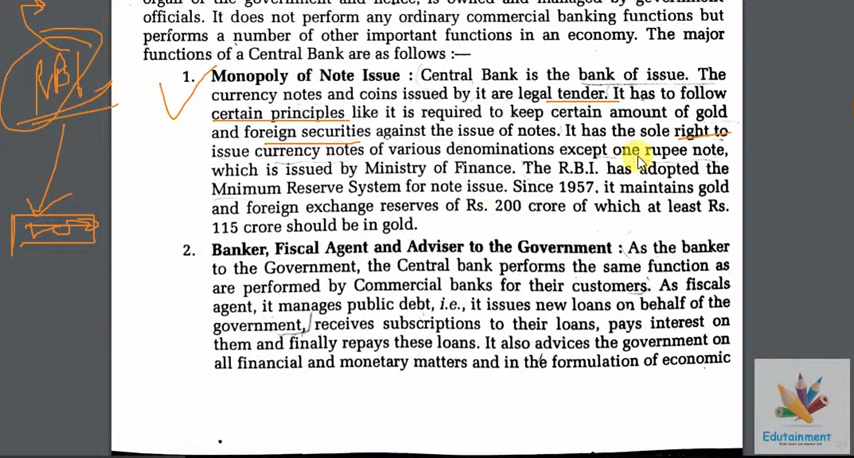 officials. It does not perform any ordinary commercial banking functions but
performs a number of other important functions in an economy. The major
functions of a Central Bank are as follows :—
1. Monopoly of Note Issue : Central Bank is the bank of issue. The
currency notes and coins issued by it are legal tender. It has to follow
certain principles like it is required to keep certain amount of gold
and foreign securities against the issue of notes. It has the sole right to
issue currency notes of various denominations except one rupee note,
which is issued by Ministry of Finance. The R.B.I. has adopted the
Mnimum Reserve System for note issue. Since 1957, it maintains gold
and foreign exchange reserves of Rs. 200 crore of which at least Rs.
115 crore should be in gold.
2. Banker, Fiscal Agent and Adviser to the Government : As the banker
to the Government, the Central bank performs the same function as
are performed by Commercial banks for their customers. As fiscals
agent, it manages public debt, i.e., it issues new loans on behalf of the
government, receives subscriptions to their loans, pays interest on
them and finally repays these loans. It also advices the government on
all financial and monetary matters and in the formulation of economic
RBI
Edutainment